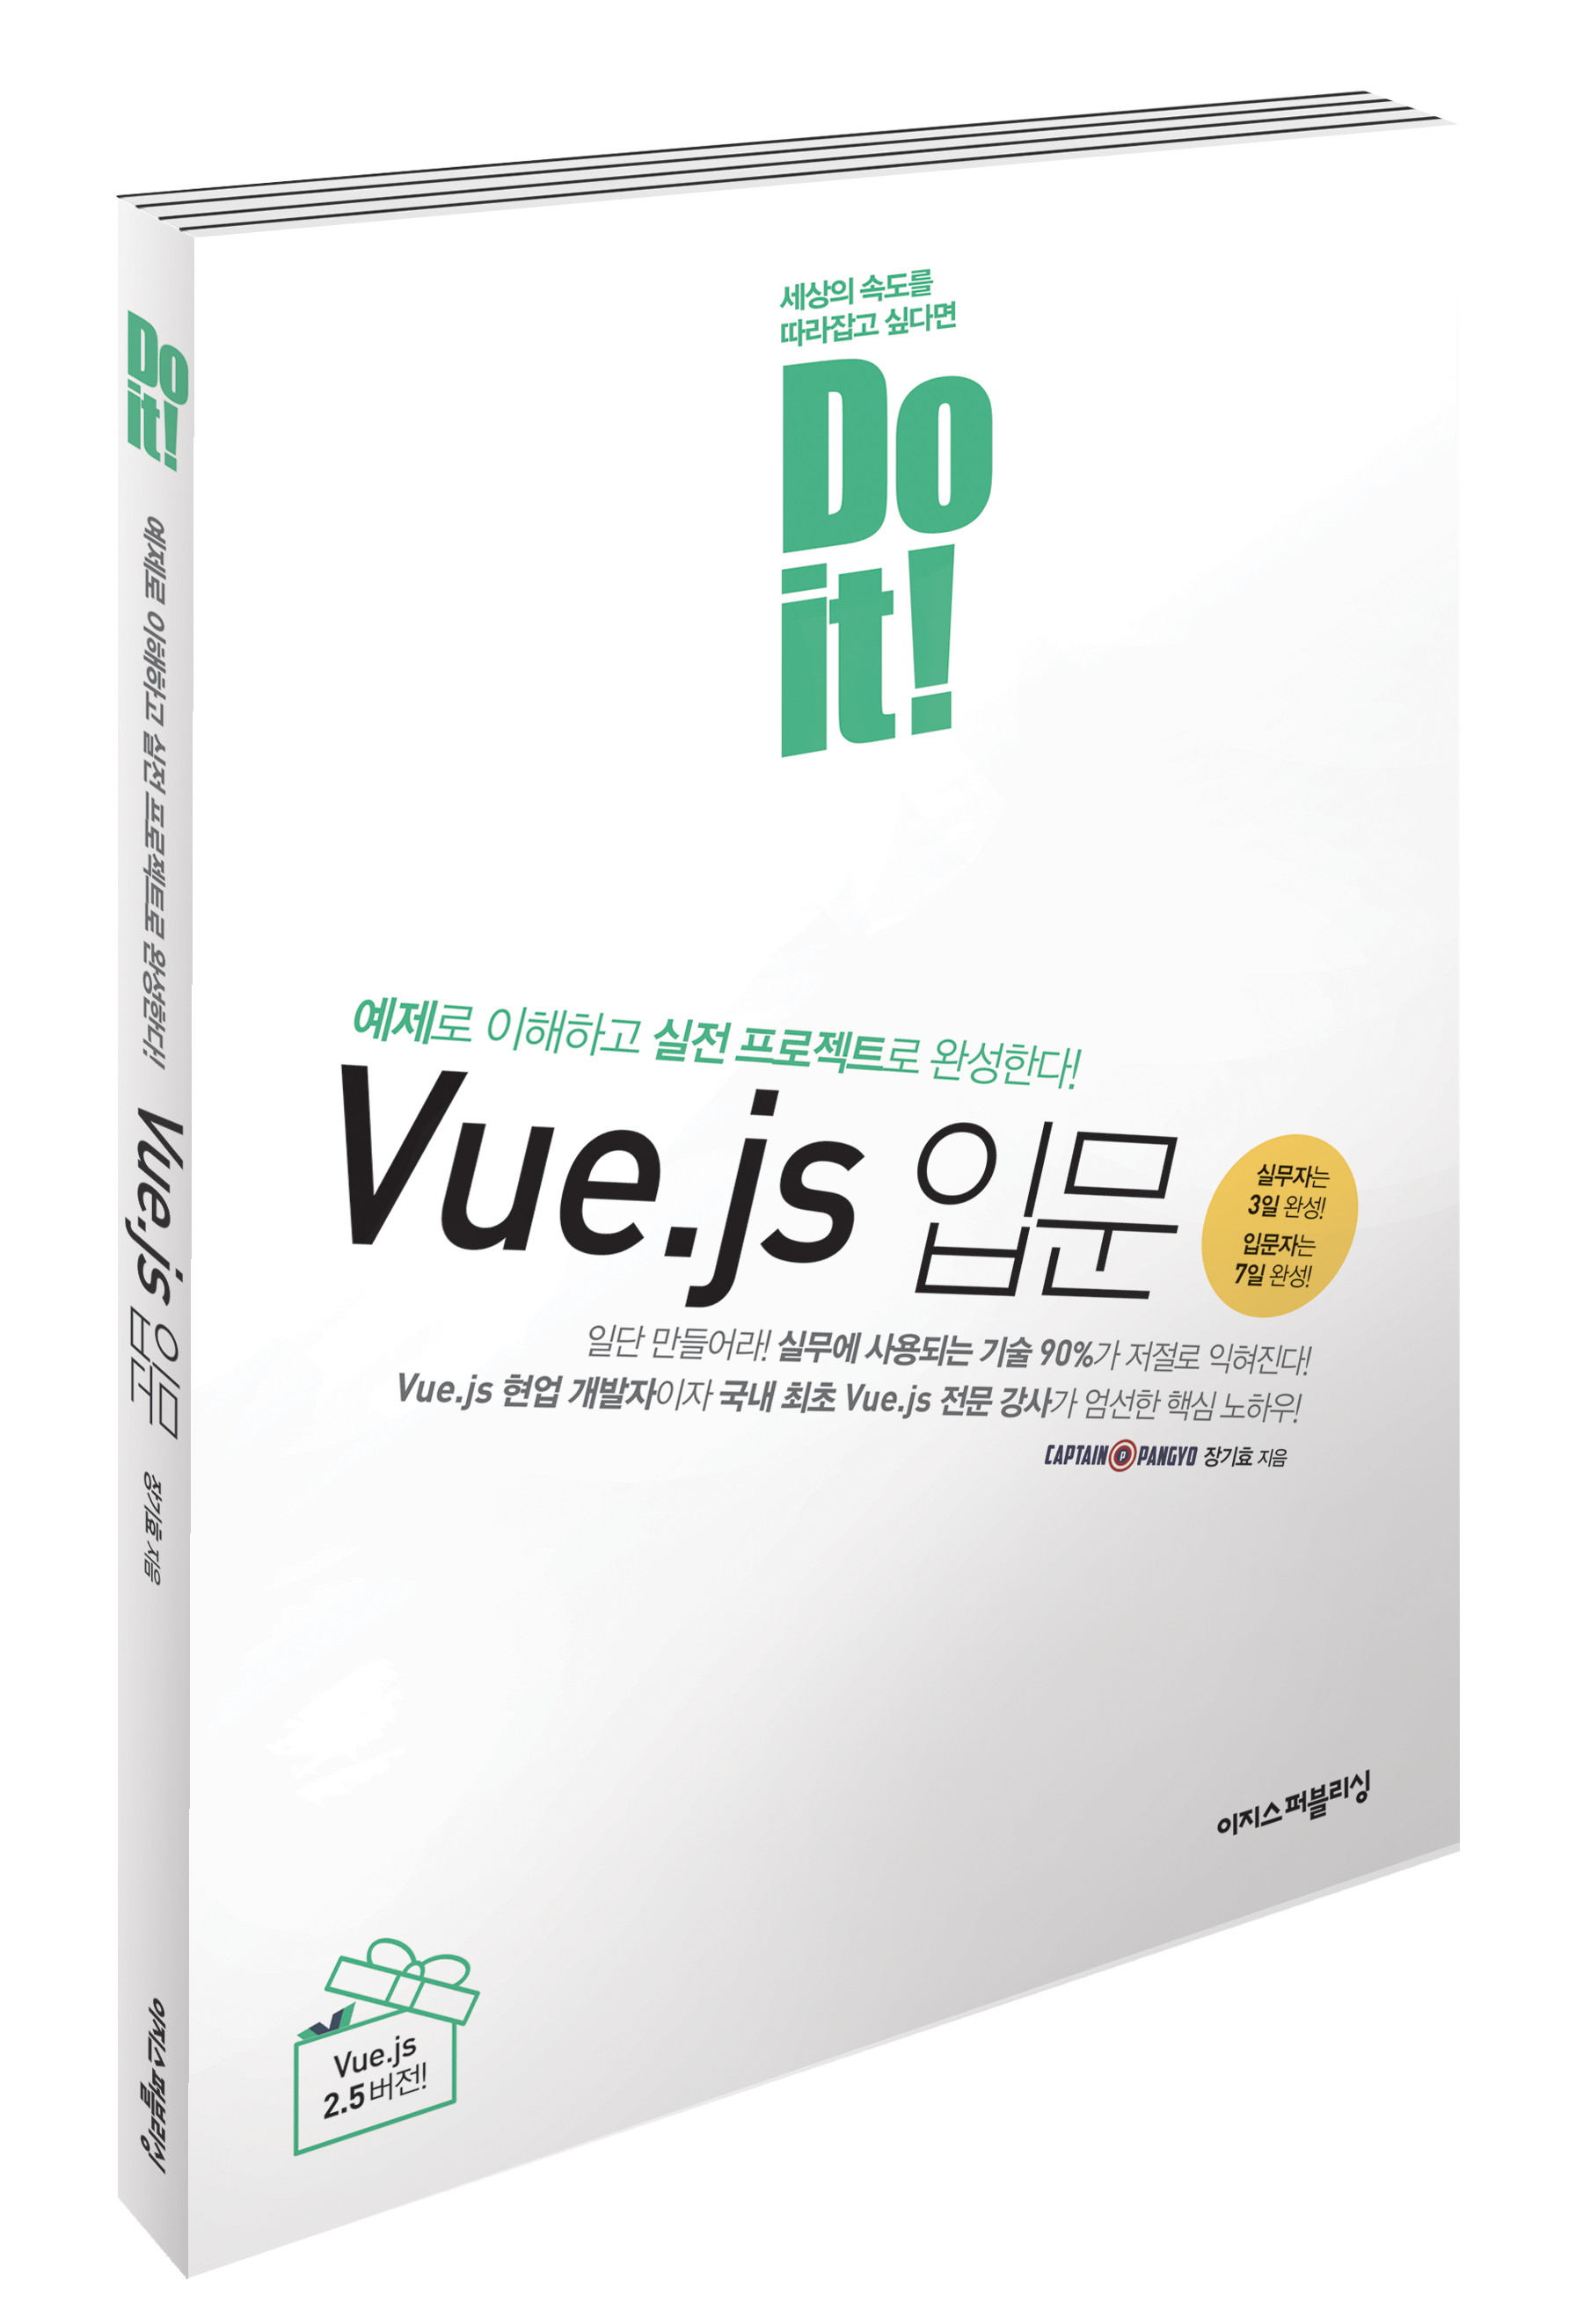 세상의 속도를
따라잡고 싶다면
Do
it!
예제로 이해하고 실전 프로젝트로 완성한다!
Vue.js 입문
실무자는
3일 완성!
입문자는
7일 완성!
일단 만들어라! 실무에 사용되는 기술 90%가 저절로 익혀진다!
Vue.js 현업 개발자이자 국내 최초 Vue.js 전문 강사가 엄선한 핵심 노하우!
CAPTAIN P PANGYO 장기효 지음
이지스퍼블리싱
Vue.js
2.5 버전!
Do
it!
예제로 이해하고 실전 프로젝트로 완성한다!
Vue.js 입문
장기효 지음
이지스퍼블리싱